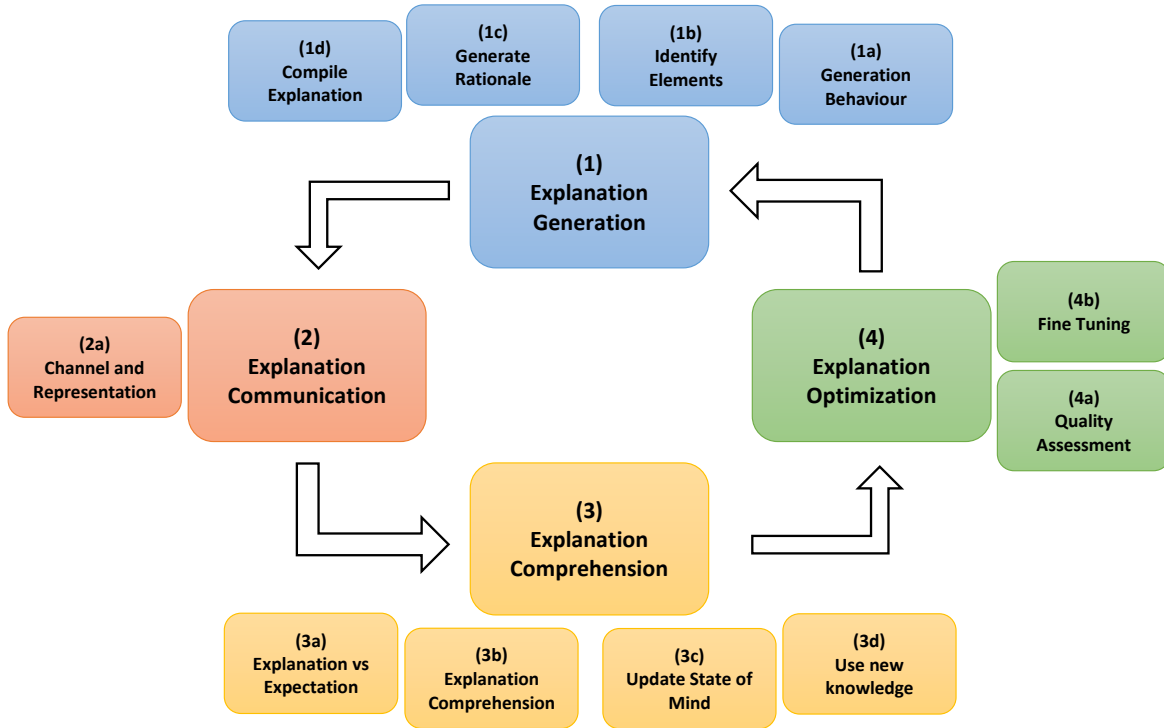 (1d)
Compile
Explanation
(1c)
Generate
Rationale
(1b)
Identify
Elements
(1a)
Generation
Behaviour
(1)
Explanation
Generation
(2a)
Channel and
Representation
(2)
Explanation
Communication
(4)
Explanation
Optimization
(4b)
Fine Tuning
(4a)
Quality
Assessment
(3)
Explanation
Comprehension
(3a)
Explanation vs
Expectation
(3b)
Explanation
Comprehension
(3c)
Update State of
Mind
(3d)
Use new
knowledge